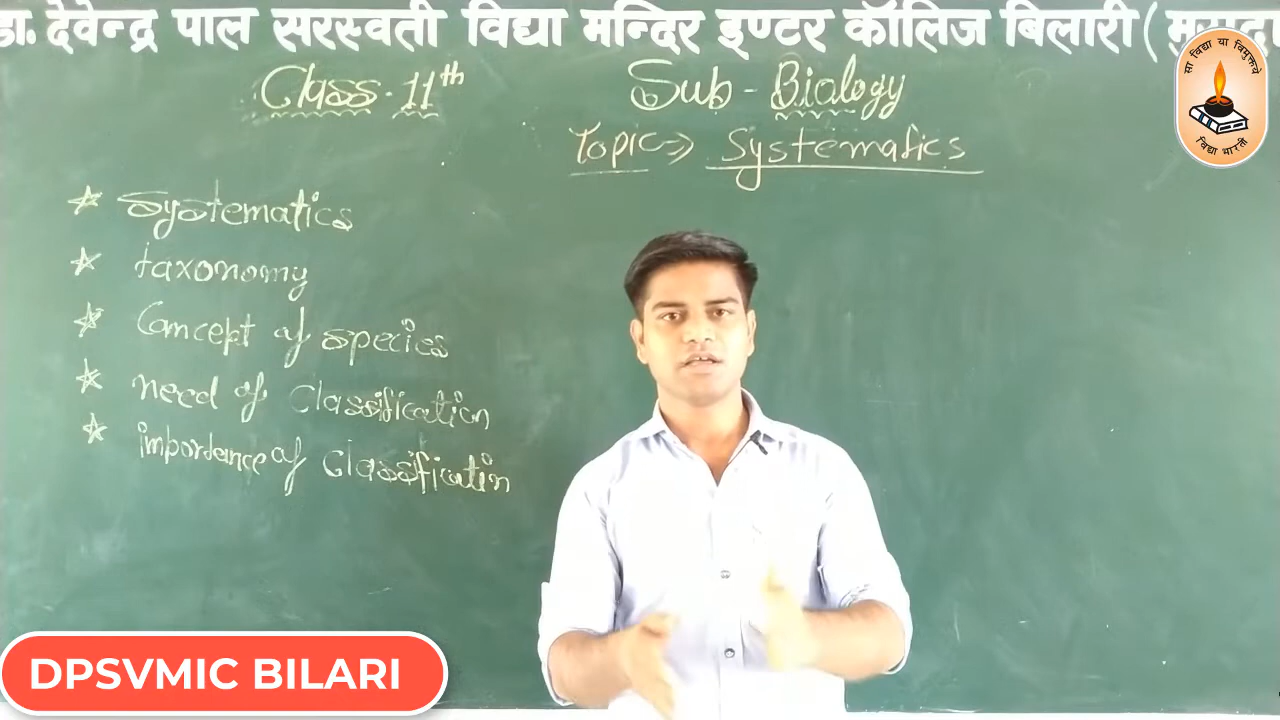 डा. देवेन्द्र पाल सरस्वती विद्या मन्दिर इण्टर कॉलिज बिलारी (
सा विद्या या विमुक्तये
विद्या भारती
Class - 11th
Sub - Biology
Topic => Systematics
☆ Systematics
☆ taxonomy
☆ Concept of species
☆ need of Classification
☆ importance of Classification
DPSVMIC BILARI